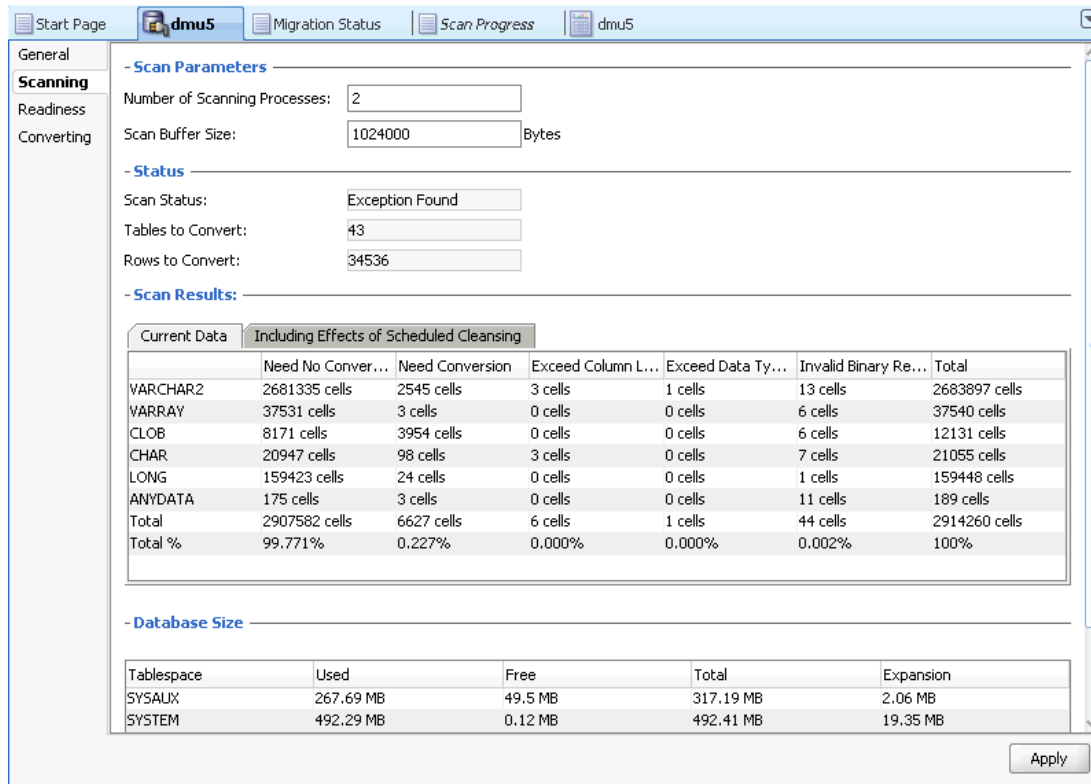 Start Page dmu5 Migration Status Scan Progress dmu5
General
Scanning
Readiness
Converting
Scan Parameters
Number of Scanning Processes: 2
Scan Buffer Size: 1024000 Bytes
Status
Scan Status: Exception Found
Tables to Convert: 43
Rows to Convert: 34536
Scan Results:
Current Data Including Effects of Scheduled Cleansing
Need No Conver... Need Conversion Exceed Column L... Exceed Data Ty... Invalid Binary Re... Total
VARCHAR2 2681335 cells 2545 cells 3 cells 1 cells 13 cells 2683897 cells
VARRAY 37531 cells 3 cells 0 cells 0 cells 6 cells 37540 cells
CLOB 8171 cells 3954 cells 0 cells 0 cells 6 cells 12131 cells
CHAR 20947 cells 98 cells 3 cells 0 cells 7 cells 21055 cells
LONG 159423 cells 24 cells 0 cells 0 cells 1 cells 159448 cells
ANYDATA 175 cells 3 cells 0 cells 0 cells 11 cells 189 cells
Total 2907582 cells 6627 cells 6 cells 1 cells 44 cells 2914260 cells
Total % 99.771% 0.227% 0.000% 0.000% 0.002% 100%
Database Size
Tablespace Used Free Total Expansion
SYSAUX 267.69 MB 49.5 MB 317.19 MB 2.06 MB
SYSTEM 492.29 MB 0.12 MB 492.41 MB 19.35 MB
Apply